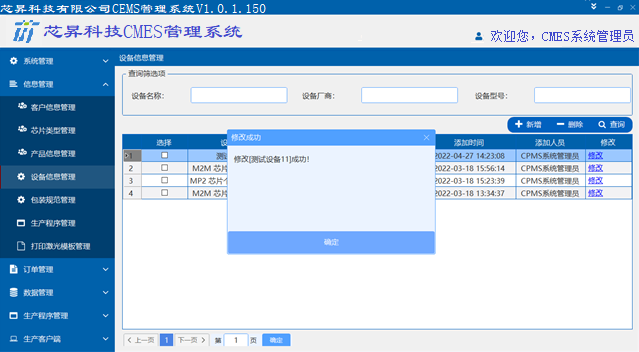 芯昇科技有限公司CEMS管理系统V1.0.1.150
芯昇科技CMES管理系统
欢迎您，CMES系统管理员
系统管理
信息管理
客户信息管理
芯片类型管理
产品信息管理
设备信息管理
包装规范管理
生产程序管理
打印激光模板管理
订单管理
数据管理
生产程序管理
生产客户端
设备信息管理
查询筛选项
设备名称：
设备厂商：
设备型号：
新增
删除
查询
选择
添加时间
添加人员
修改
1
2022-04-27 14:23:08
CPMS系统管理员
修改
2
M2M 芯片
2022-03-18 15:56:14
CPMS系统管理员
修改
3
MP2 芯片个
2022-03-18 15:23:39
CPMS系统管理员
修改
4
M2M 芯片
2022-03-18 13:34:37
CPMS系统管理员
修改
修改成功
修改[测试设备11]成功!
确定
上一页
1
下一页
第
1
页
确定